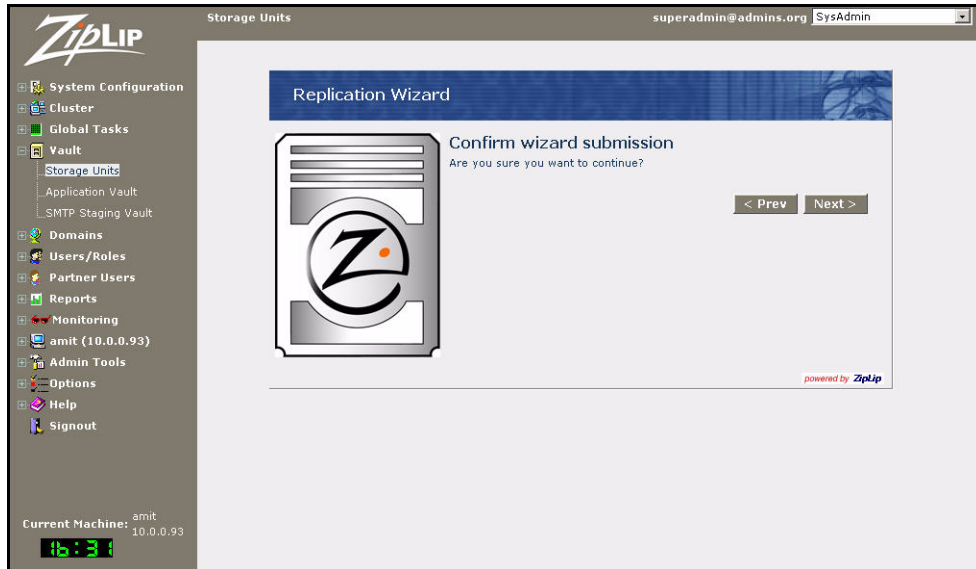 ZipLip
Storage Units
superadmin@admins.org SysAdmin
System Configuration
Cluster
Global Tasks
Vault
Storage Units
Application Vault
SMTP Staging Vault
Domains
Users/Roles
Partner Users
Reports
Monitoring
amit (10.0.0.93)
Admin Tools
Options
Help
Signout
Current Machine: amit
10.0.0.93
16:31
Replication Wizard
Confirm wizard submission
Are you sure you want to continue?
< Prev Next >
Z
powered by ZipLip